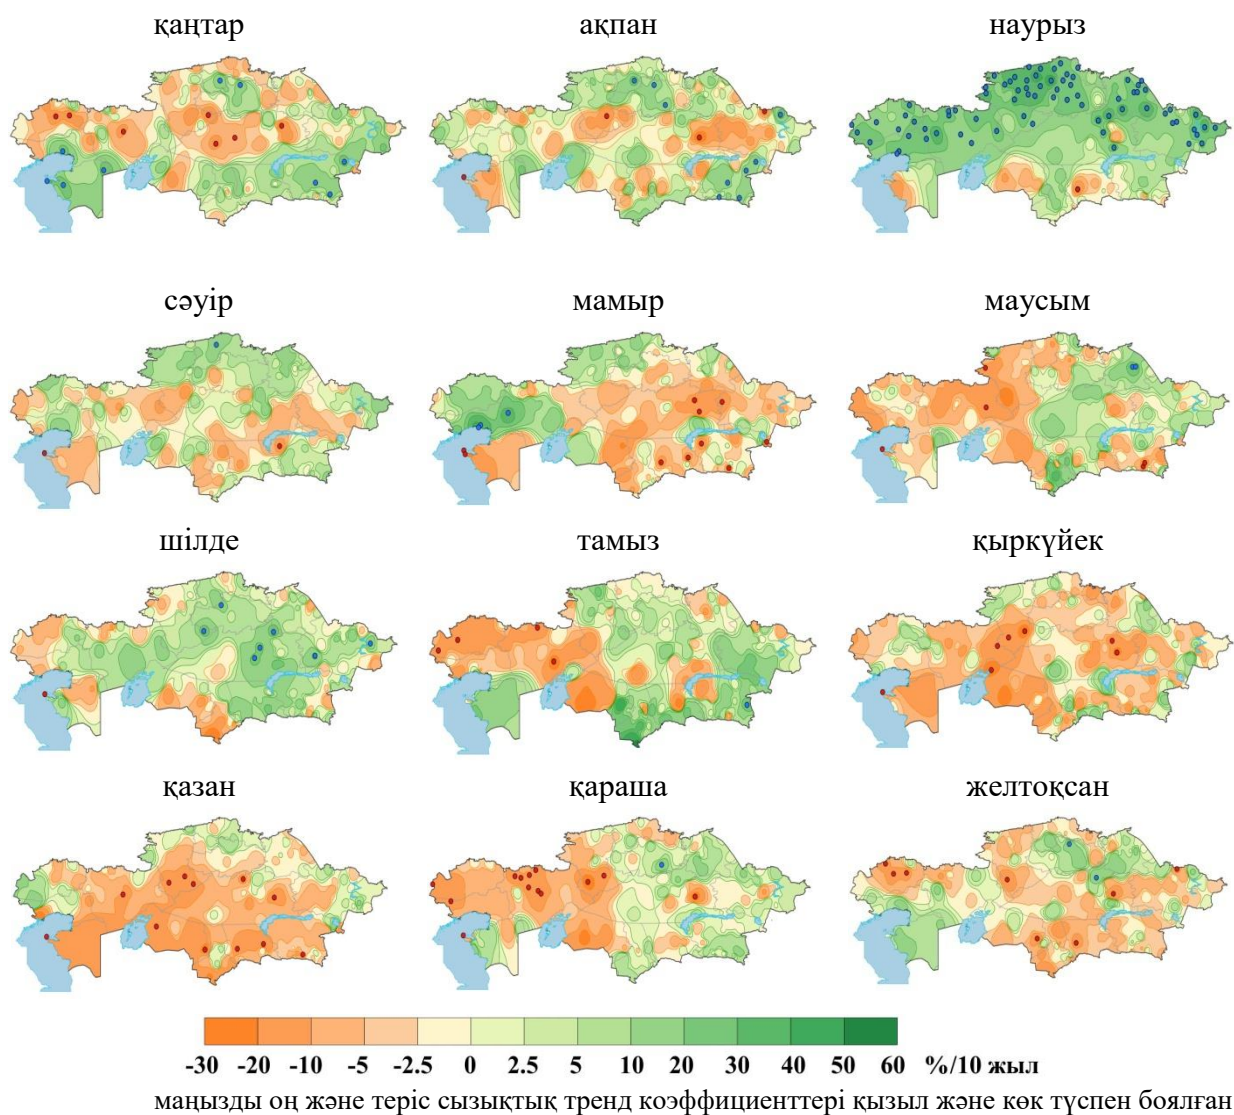 қаңтар ақпан наурыз
сәуір мамыр маусым
шілде тамыз қыркүйек
қазан қараша желтоқсан
-30 -20 -10 -5 -2.5 0 2.5 5 10 20 30 40 50 60 %/10 жыл
маңызды оң және теріс сызықтық тренд коэффициенттері қызыл және көк түспен боялған